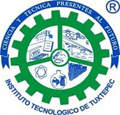 CIENCIA Y TECNICA PRESENTES AL FUTURO
®
INSTITUTO TECNOLOGICO DE TUXTEPEC